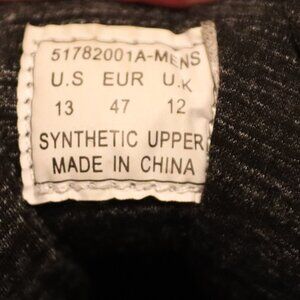 51782001A-MENS
U.S EUR U.K
13 47 12
SYNTHETIC UPPER
MADE IN CHINA